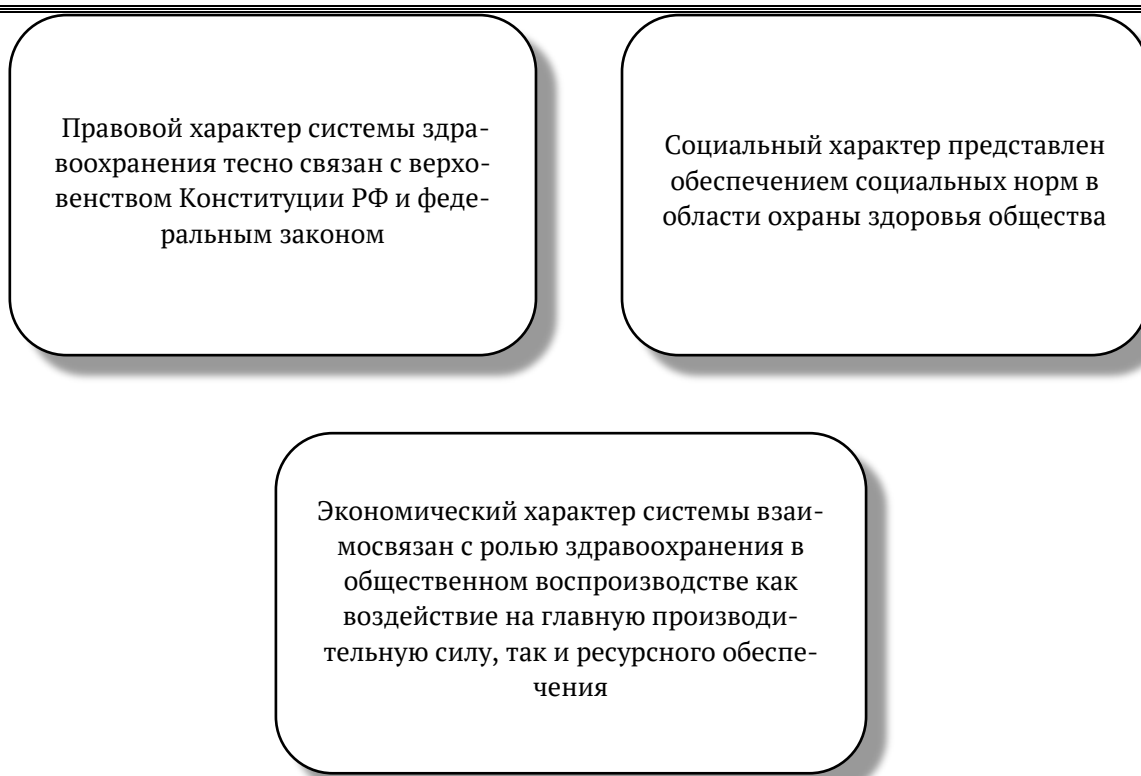 Правовой характер системы здра-
воохранения тесно связан с верхо-
венством Конституции РФ и феде-
ральным законом
Социальный характер представлен
обеспечением социальных норм в
области охраны здоровья общества
Экономический характер системы взаи-
мосвязан с ролью здравоохранения в
общественном воспроизводстве как
воздействие на главную производи-
тельную силу, так и ресурсного обеспе-
чения